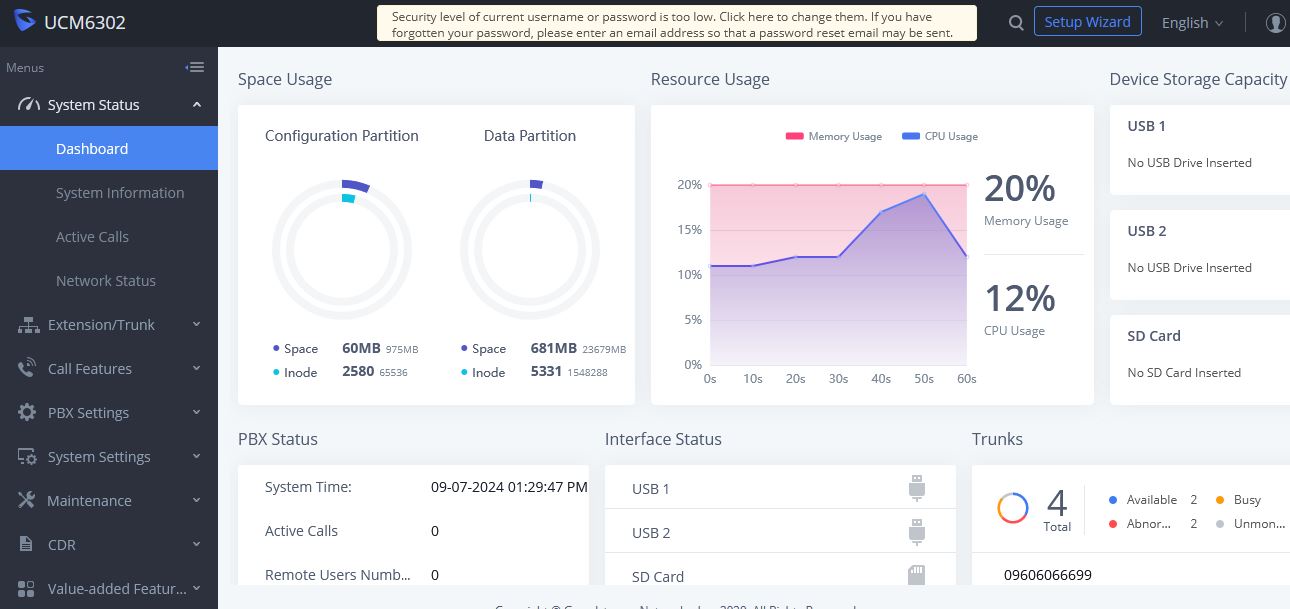 UCM6302
Security level of current username or password is too low. Click here to change them. If you have
forgotten your password, please enter an email address so that a password reset email may be sent.
Setup Wizard
English
Menus
System Status
Dashboard
System Information
Active Calls
Network Status
Extension/Trunk
Call Features
PBX Settings
System Settings
Maintenance
CDR
Value-added Featur...
Space Usage
Configuration Partition
Data Partition
Space 60MB 975MB
Inode 2580 65536
Space 681MB 23679MB
Inode 5331 1548288
Resource Usage
Memory Usage CPU Usage
20%
15%
10%
5%
0%
0s 10s 20s 30s 40s 50s 60s
20%
Memory Usage
12%
CPU Usage
Device Storage Capacity
USB 1
No USB Drive Inserted
USB 2
No USB Drive Inserted
SD Card
No SD Card Inserted
PBX Status
System Time: 09-07-2024 01:29:47 PM
Active Calls 0
Remote Users Numb... 0
Interface Status
USB 1
USB 2
SD Card
Trunks
4
Total
Available 2 Busy
Abnor... 2 Unmon...
09606066699